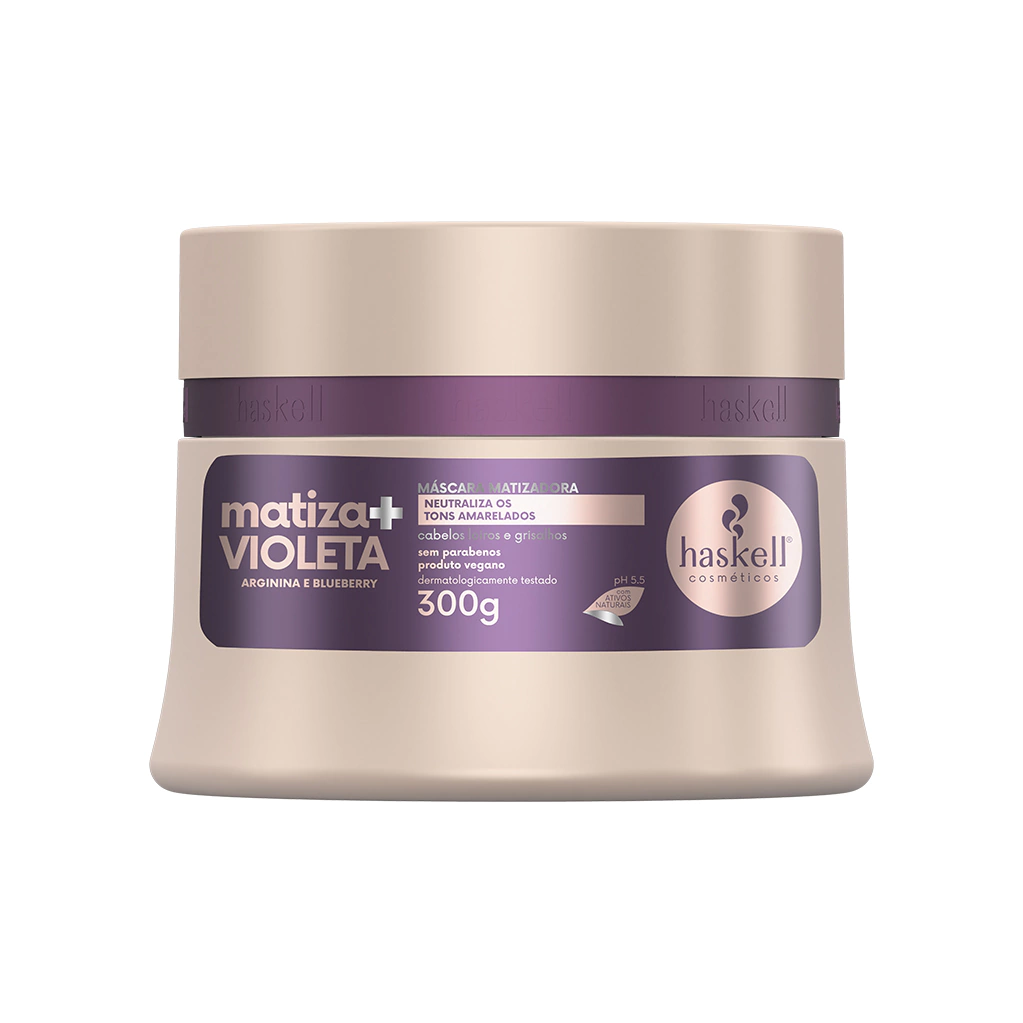 haskell
haskell
matiza+
VIOLETA
ARGININA E BLUEBERRY
MÁSCARA MATIZADORA
NEUTRALIZA OS
TONS AMARELADOS
cabelos loiros e grisalhos
sem parabenos
produto vegano
dermatologicamente testado
300g
pH 5.5
com
ATIVOS
NATURAIS
haskell®
cosméticos